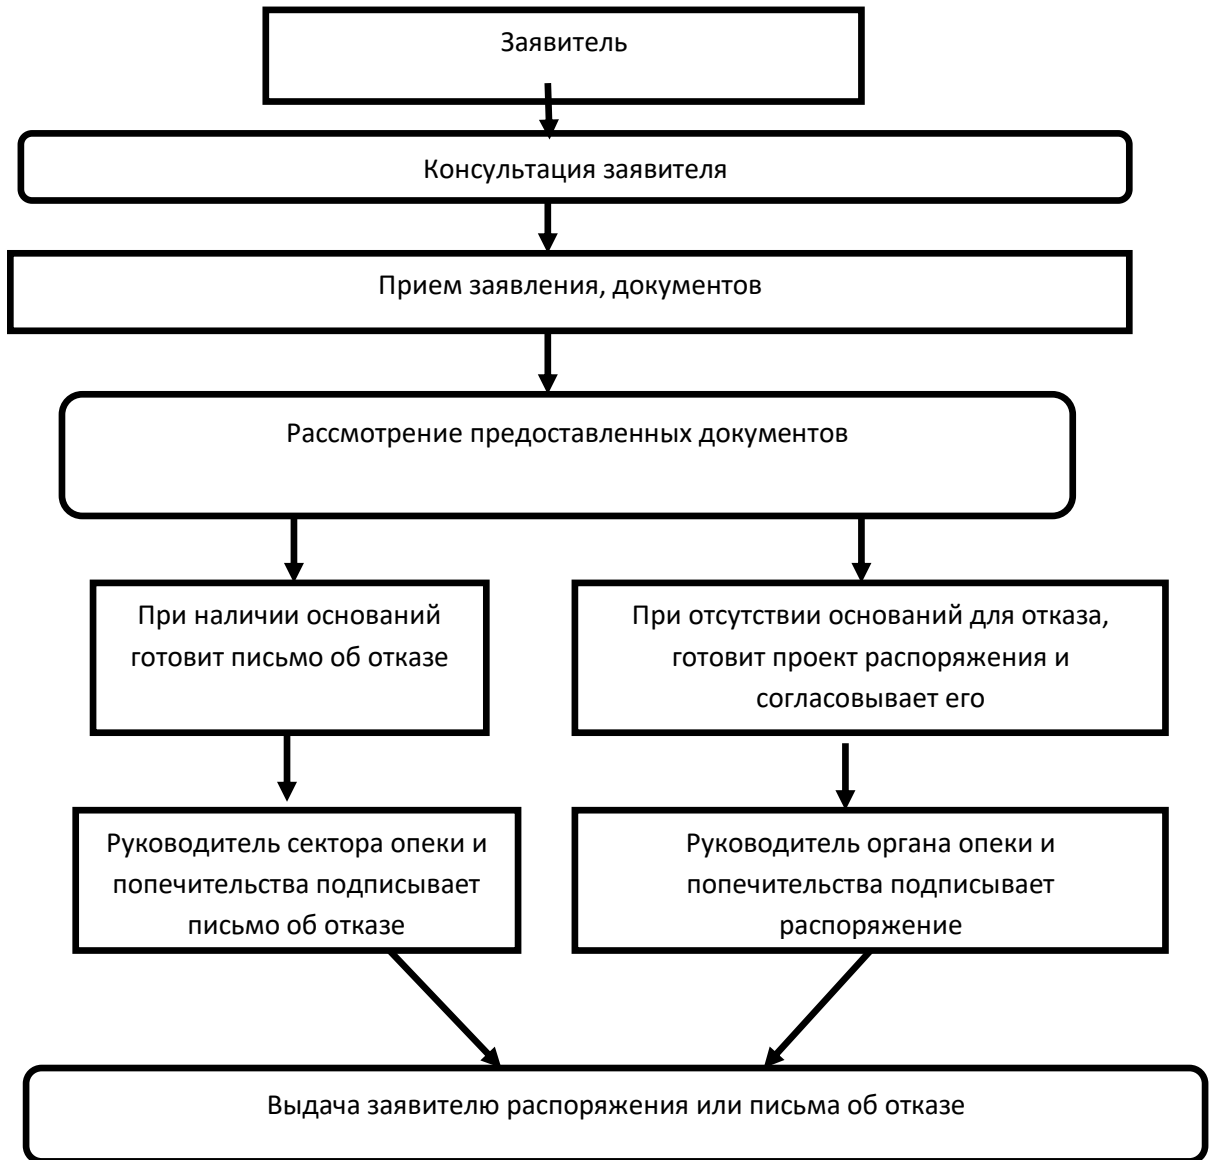 Заявитель
Консультация заявителя
Прием заявления, документов
Рассмотрение предоставленных документов
При наличии оснований
готовит письмо об отказе
При отсутствии оснований для отказа,
готовит проект распоряжения и
согласовывает его
Руководитель сектора опеки и
попечительства подписывает
письмо об отказе
Руководитель органа опеки и
попечительства подписывает
распоряжение
Выдача заявителю распоряжения или письма об отказе